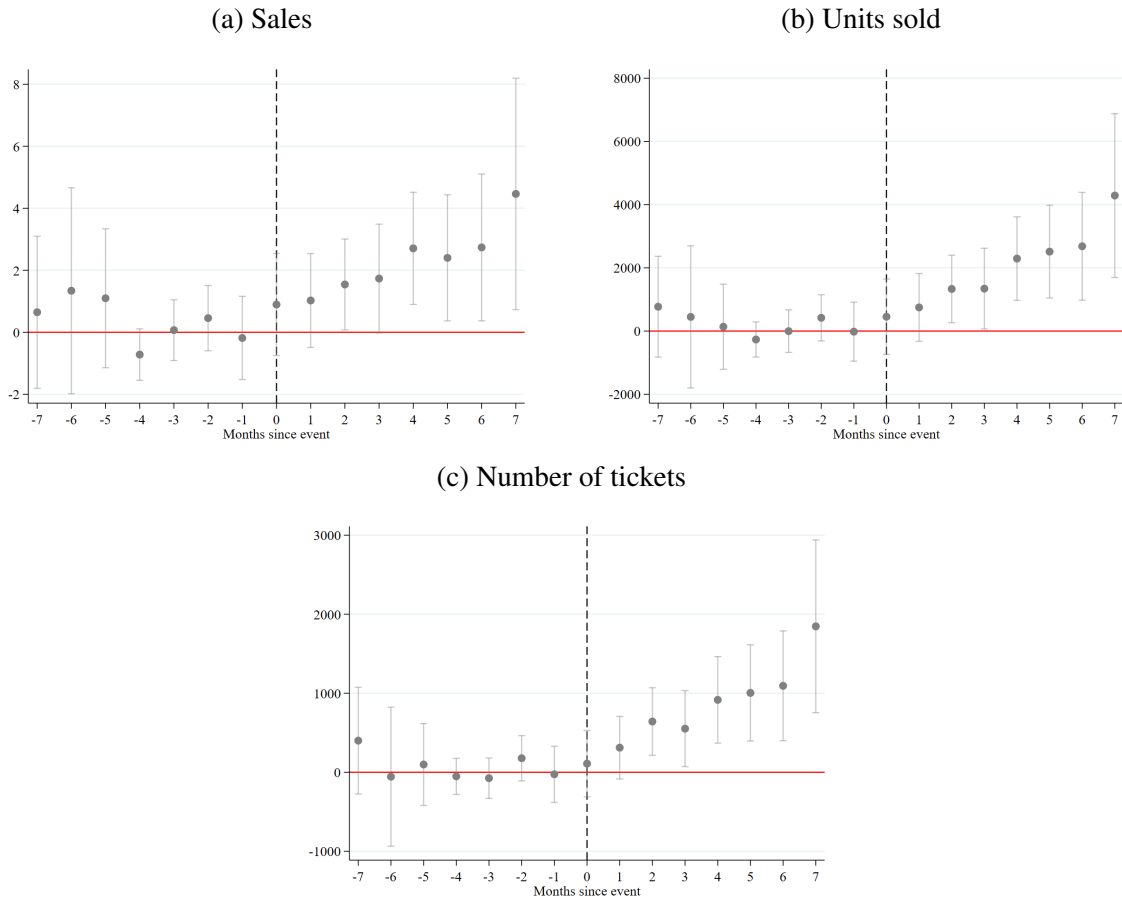 (a) Sales
8
6
4
2
0
-2
-7 -6 -5 -4 -3 -2 -1 0 1 2 3 4 5 6 7
Months since event
(b) Units sold
8000
6000
4000
2000
0
-2000
-7 -6 -5 -4 -3 -2 -1 0 1 2 3 4 5 6 7
Months since event
(c) Number of tickets
3000
2000
1000
0
-1000
-7 -6 -5 -4 -3 -2 -1 0 1 2 3 4 5 6 7
Months since event